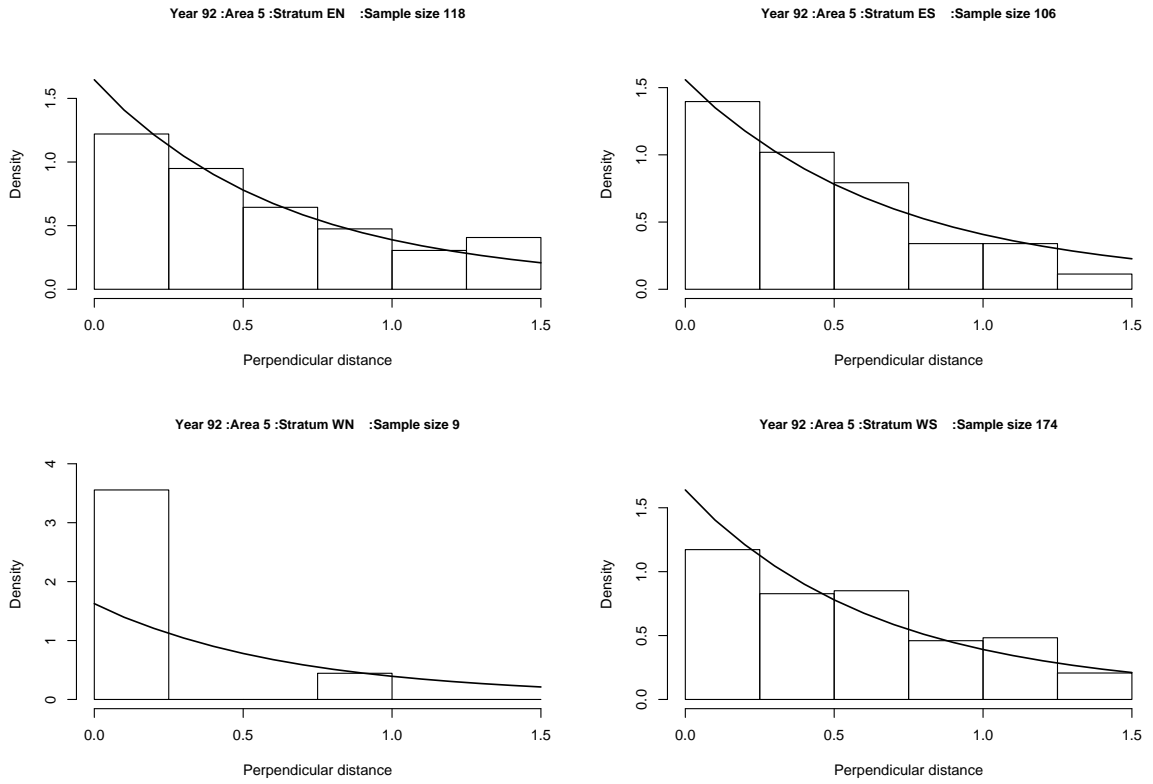 Year 92 :Area 5 :Stratum EN :Sample size 118
Density
0.0 0.5 1.0 1.5
0.0 0.5 1.0 1.5
Perpendicular distance
Year 92 :Area 5 :Stratum ES :Sample size 106
Density
0.0 0.5 1.0 1.5
0.0 0.5 1.0 1.5
Perpendicular distance
Year 92 :Area 5 :Stratum WN :Sample size 9
Density
0 1 2 3 4
0.0 0.5 1.0 1.5
Perpendicular distance
Year 92 :Area 5 :Stratum WS :Sample size 174
Density
0.0 0.5 1.0 1.5
0.0 0.5 1.0 1.5
Perpendicular distance